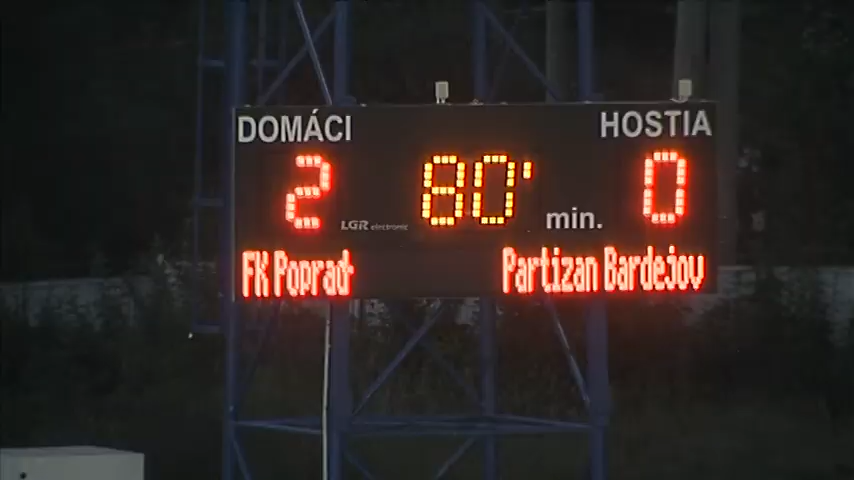 DOMÁCI HOSTIA
2 80' min. 0
LGR electronic
FK Poprad Partizan Bardejov